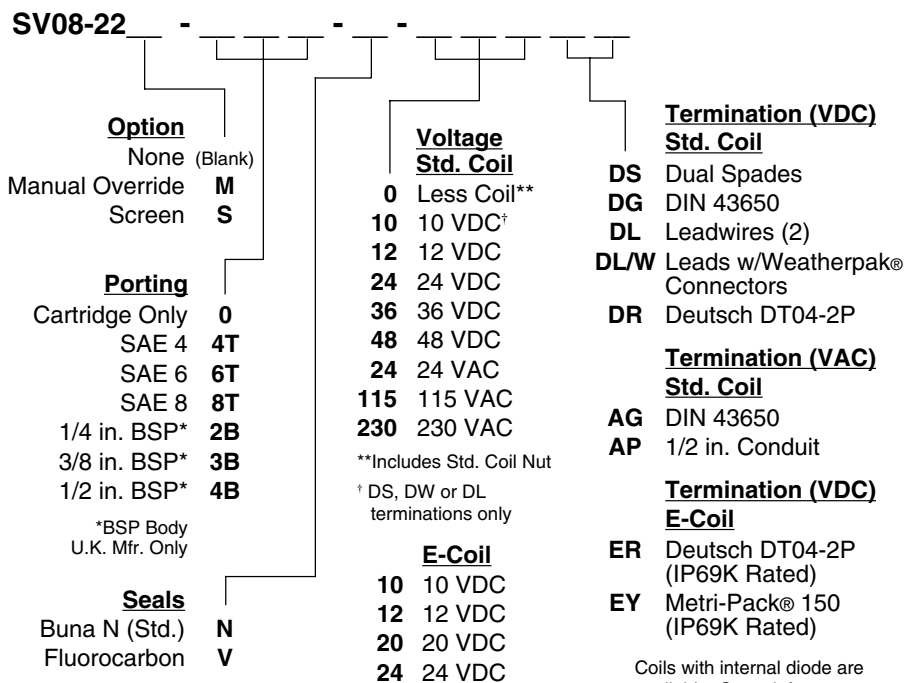 SV08-22__ - __ __ __ - __ - __ __ __ __ __
Option
None (Blank)
Manual Override M
Screen S
Porting
Cartridge Only 0
SAE 4 4T
SAE 6 6T
SAE 8 8T
1/4 in. BSP* 2B
3/8 in. BSP* 3B
1/2 in. BSP* 4B
*BSP Body
U.K. Mfr. Only
Seals
Buna N (Std.) N
Fluorocarbon V
Voltage
Std. Coil
0 Less Coil**
10 10 VDC†
12 12 VDC
24 24 VDC
36 36 VDC
48 48 VDC
24 24 VAC
115 115 VAC
230 230 VAC
**Includes Std. Coil Nut
† DS, DW or DL
terminations only
E-Coil
10 10 VDC
12 12 VDC
20 20 VDC
24 24 VDC
Termination (VDC)
Std. Coil
DS Dual Spades
DG DIN 43650
DL Leadwires (2)
DL/W Leads w/Weatherpak®
Connectors
DR Deutsch DT04-2P
Termination (VAC)
Std. Coil
AG DIN 43650
AP 1/2 in. Conduit
Termination (VDC)
E-Coil
ER Deutsch DT04-2P
(IP69K Rated)
EY Metri-Pack® 150
(IP69K Rated)
Coils with internal diode are